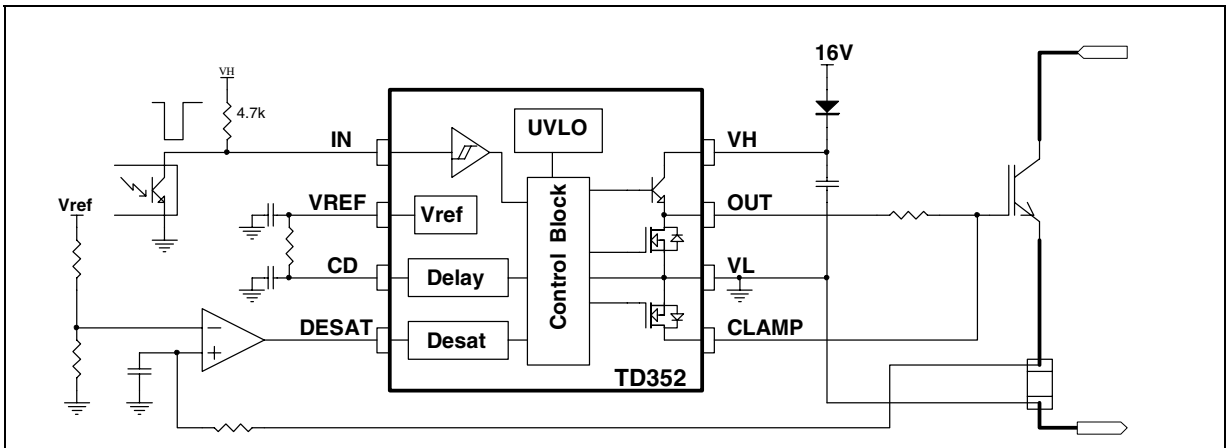 16V
VH
4.7k
IN
UVLO
VH
VREF
Vref
Vref
OUT
CD
Delay
Control Block
VL
DESAT
Desat
CLAMP
TD352
−
+